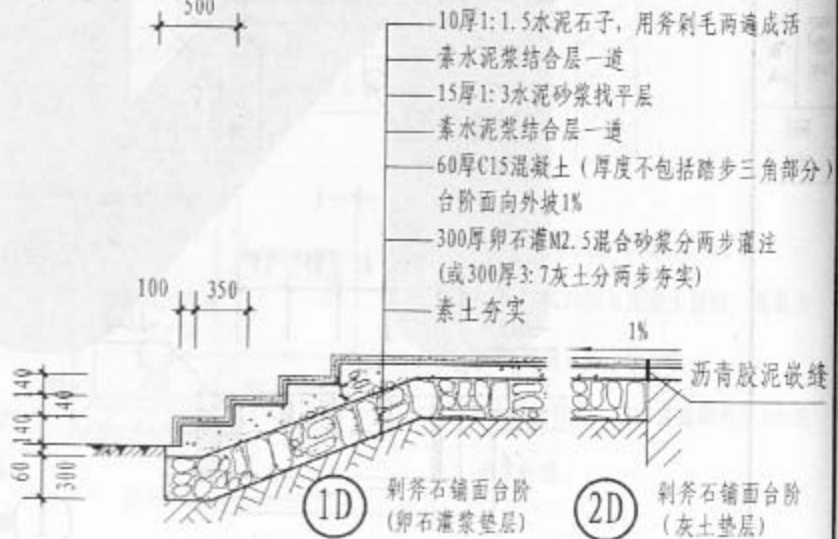 500
10厚1:1.5水泥石子，用斧剁毛两遍成活
素水泥浆结合层一道
15厚1:3水泥砂浆找平层
素水泥浆结合层一道
60厚C15混凝土（厚度不包括踏步三角部分）
台阶面向外坡1%
300厚卵石灌M2.5混合砂浆分两步灌注
(或300厚3:7灰土分两步夯实)
素土夯实
100 350
1%
沥青胶泥嵌缝
140
140
140
60
300
1D 剁斧石铺面台阶
(卵石灌浆垫层)
2D 剁斧石铺面台阶
(灰土垫层)